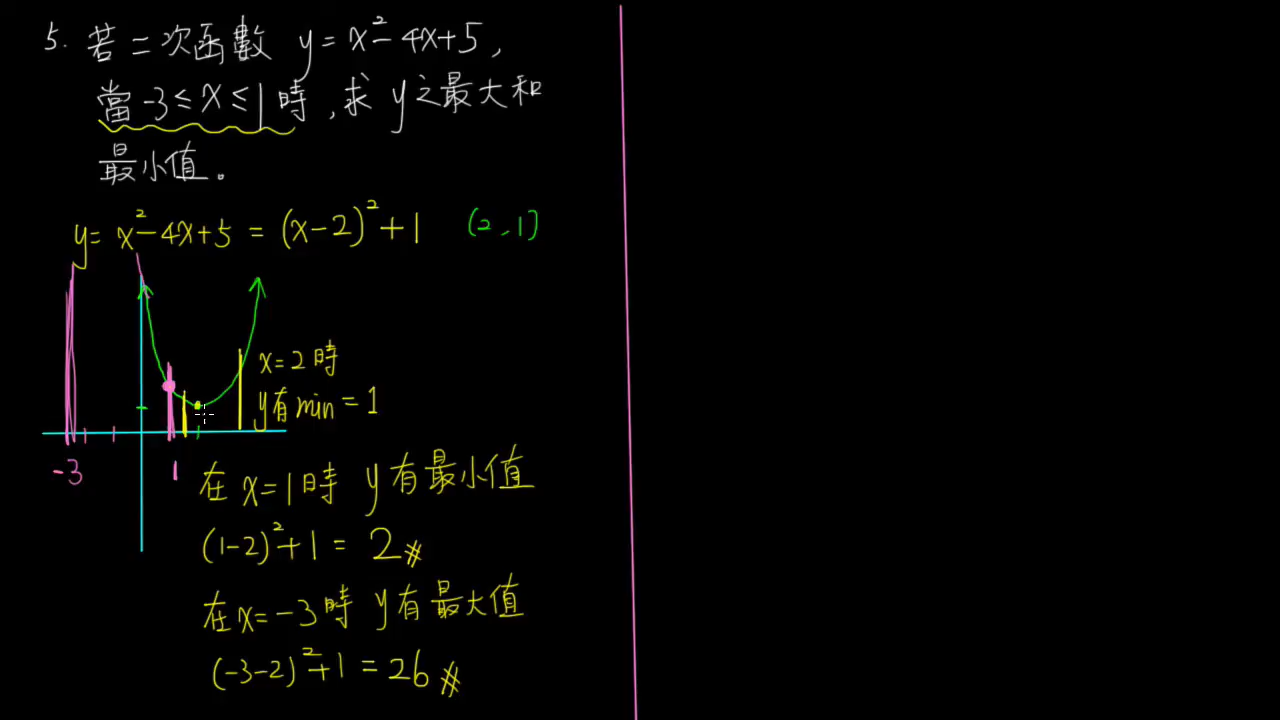 5. 若二次函數 y = x² - 4x + 5,
當 -3 ≤ x ≤ 1 時, 求 y 之最大和
最小值。
y = x² - 4x + 5 = (x-2)² + 1 (2, 1)
x = 2 時
y有 min = 1
-3 1
在 x = 1 時 y 有最小值
(1-2)² + 1 = 2 #
在 x = -3 時 y 有最大值
(-3-2)² + 1 = 26 #